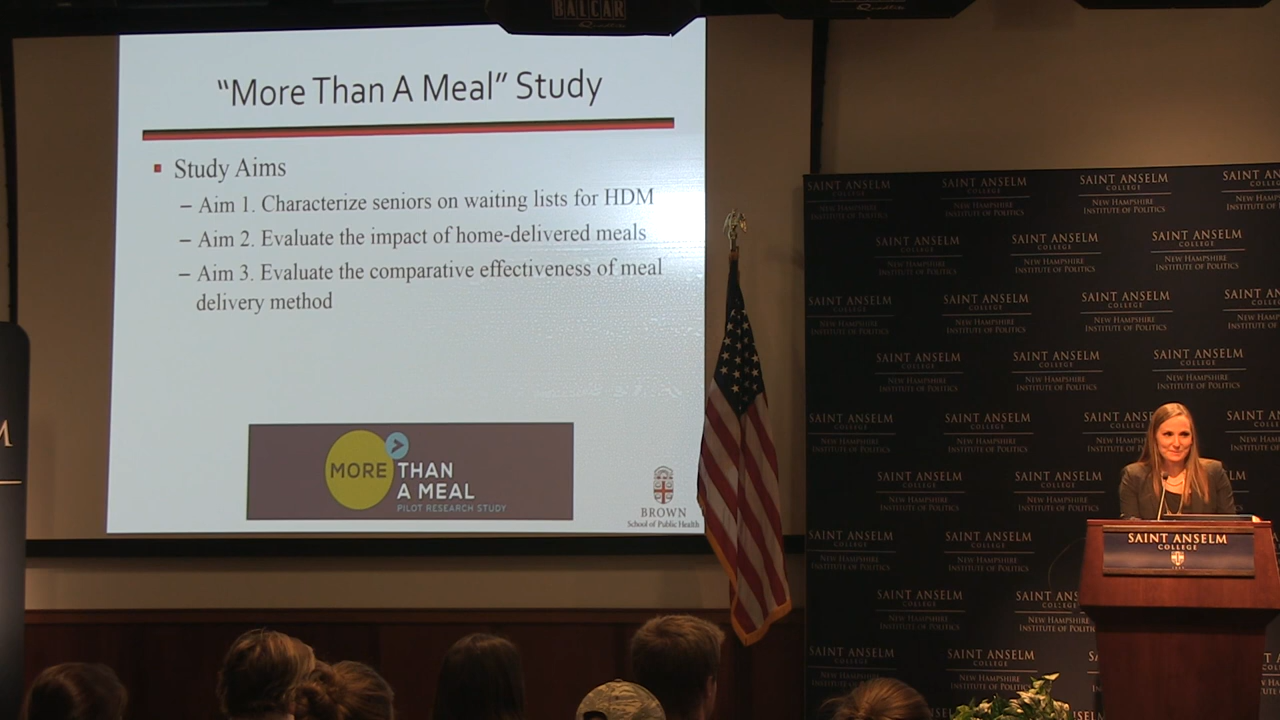 BALCAR
"More Than A Meal" Study
Study Aims
– Aim 1. Characterize seniors on waiting lists for HDM
– Aim 2. Evaluate the impact of home-delivered meals
– Aim 3. Evaluate the comparative effectiveness of meal
delivery method
MORE THAN
A MEAL
PILOT RESEARCH STUDY
BROWN
School of Public Health
SAINT ANSELM
COLLEGE
NEW HAMPSHIRE
INSTITUTE OF POLITICS
SAINT ANSELM
COLLEGE